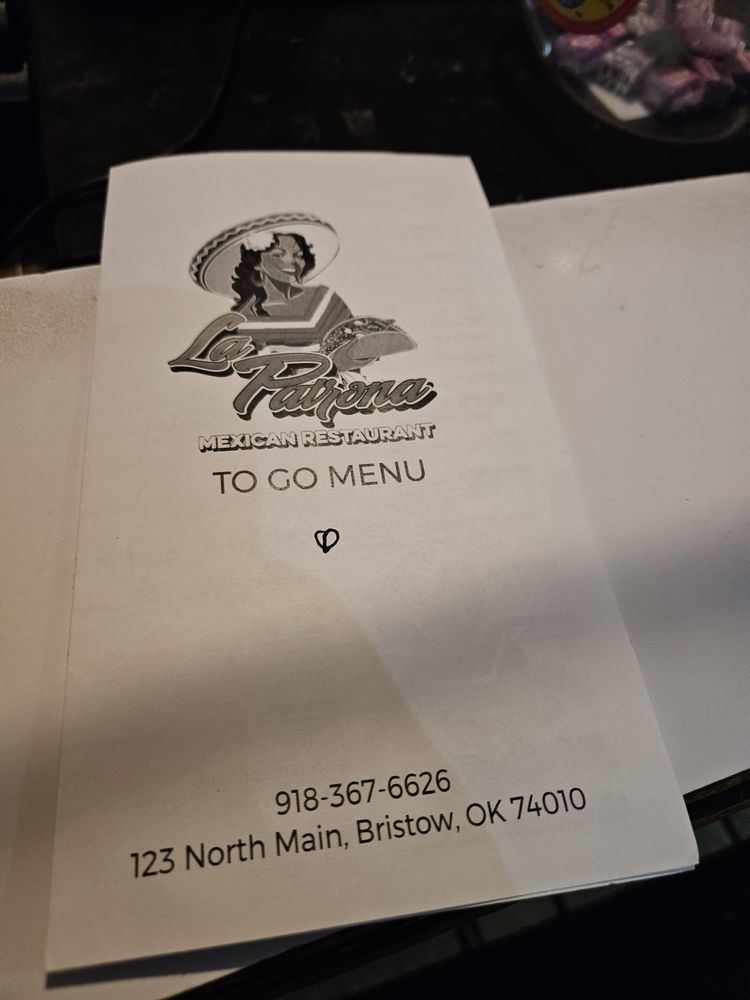 La
Patrona
MEXICAN RESTAURANT
TO GO MENU
918-367-6626
123 North Main, Bristow, OK 74010